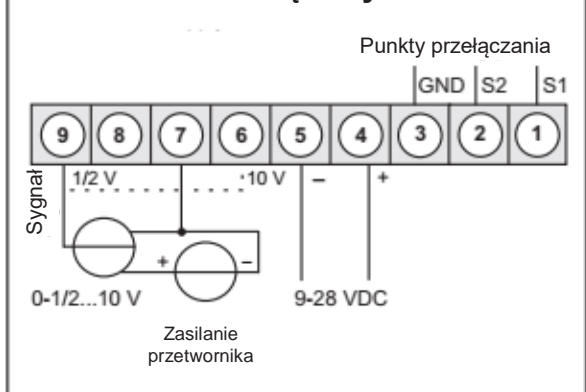 Punkty przełączania
GND S2 S1
9 8 7 6 5 4 3 2 1
Sygnał
1/2 V 10 V – +
+ –
0-1/2...10 V 9-28 VDC
Zasilanie
przetwornika